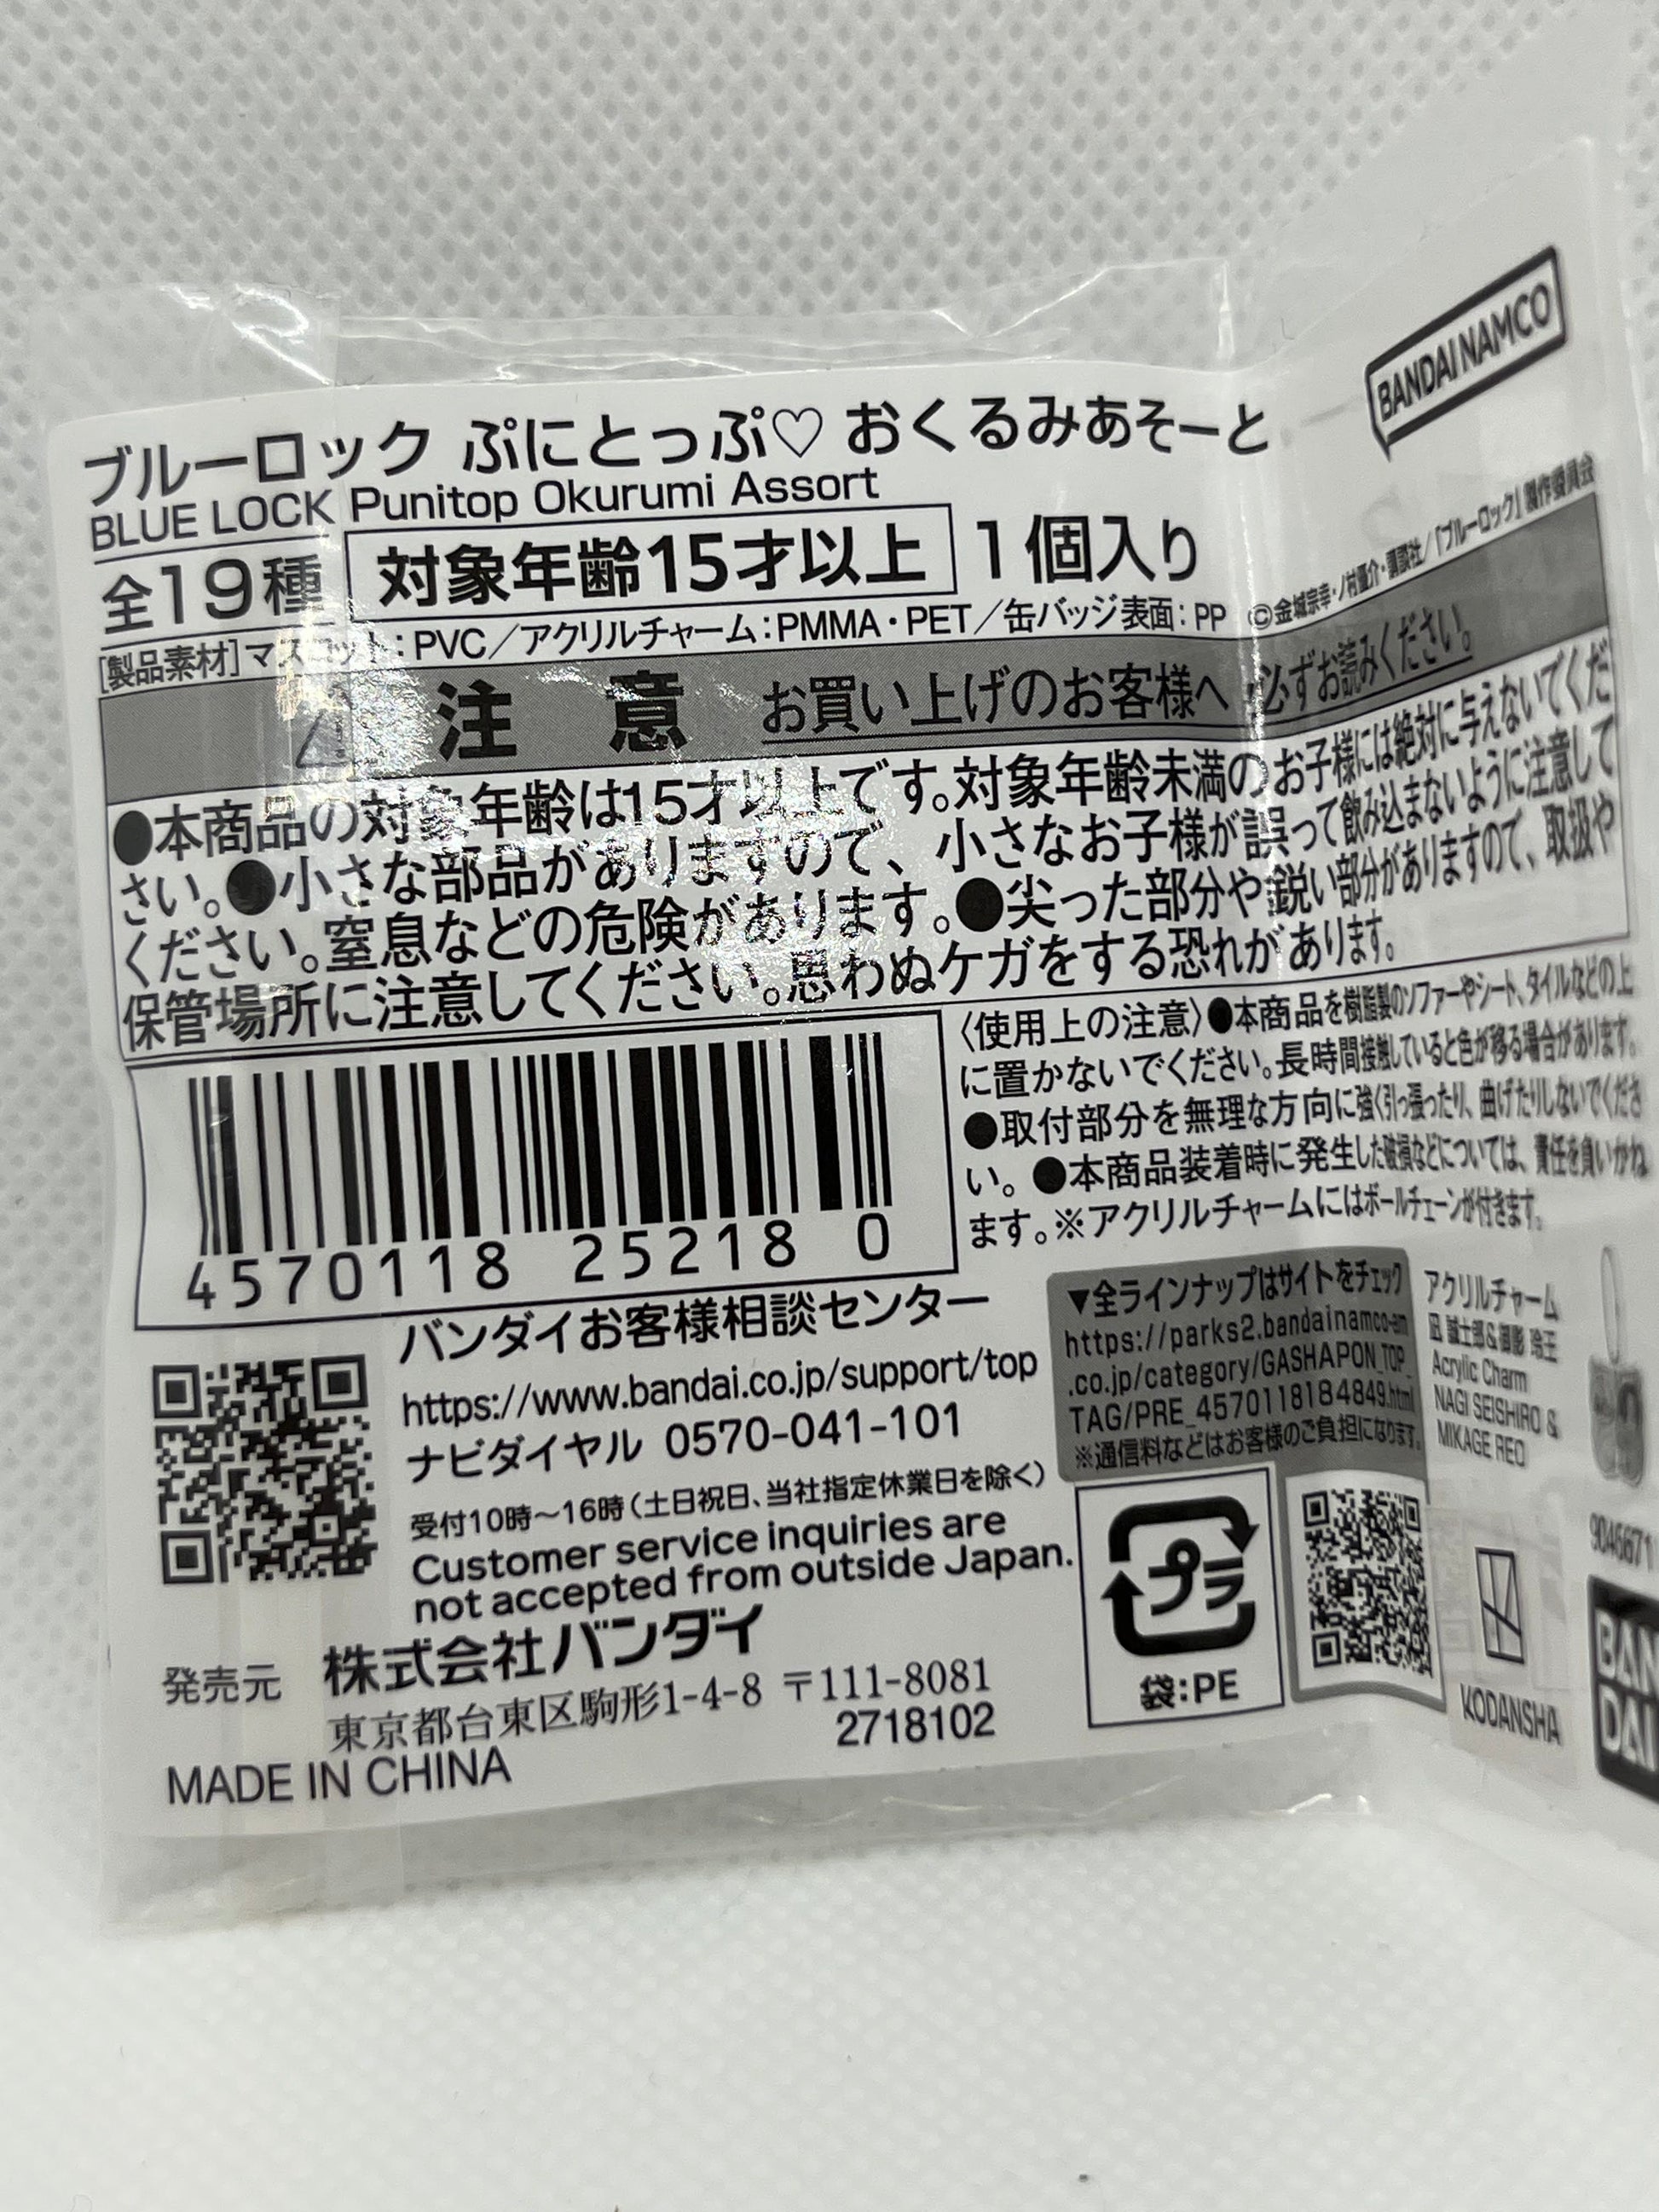 BANDAI NAMCO
ブルーロック ぷにとっぷ♡ おくるみあそーと
BLUE LOCK Punitop Okurumi Assort
全19種 対象年齢15才以上 1個入り
[製品素材]マスコット:PVC/アクリルチャーム:PMMA・PET/缶バッジ表面:PP ©金城宗幸・ノ村優介・講談社/「ブルーロック」製作委員会
⚠ 注意 お買い上げのお客様へ 必ずお読みください。
●本商品の対象年齢は15才以上です。対象年齢未満のお子様には絶対に与えないでくだ
さい。●小さな部品がありますので、小さなお子様が誤って飲み込まないように注意して
ください。窒息などの危険があります。●尖った部分や鋭い部分がありますので、取扱や
保管場所に注意してください。思わぬケガをする恐れがあります。
〈使用上の注意〉●本商品を樹脂製のソファーやシート、タイルなどの上
に置かないでください。長時間接触していると色が移る場合があります。
●取付部分を無理な方向に強く引っ張ったり、曲げたりしないでくださ
い。●本商品装着時に発生した破損などについては、責任を負いかね
ます。※アクリルチャームにはボールチェーンが付きます。
4570118 25218 0
バンダイお客様相談センター
https://www.bandai.co.jp/support/top
ナビダイヤル 0570-041-101
受付10時〜16時(土日祝日、当社指定休業日を除く)
Customer service inquiries are
not accepted from outside Japan.
発売元 株式会社バンダイ
東京都台東区駒形1-4-8 〒111-8081
2718102
MADE IN CHINA
▼全ラインナップはサイトをチェック
https://parks2.bandainamco-am
.co.jp/category/GASHAPON_TOP_
TAG/PRE_4570118184849.html
※通信料などはお客様のご負担になります。
プラ
袋:PE
アクリルチャーム
凪 誠士郎&御影 玲王
Acrylic Charm
NAGI SEISHIRO &
MIKAGE REO
KODANSHA
9046671
BAN
DAI